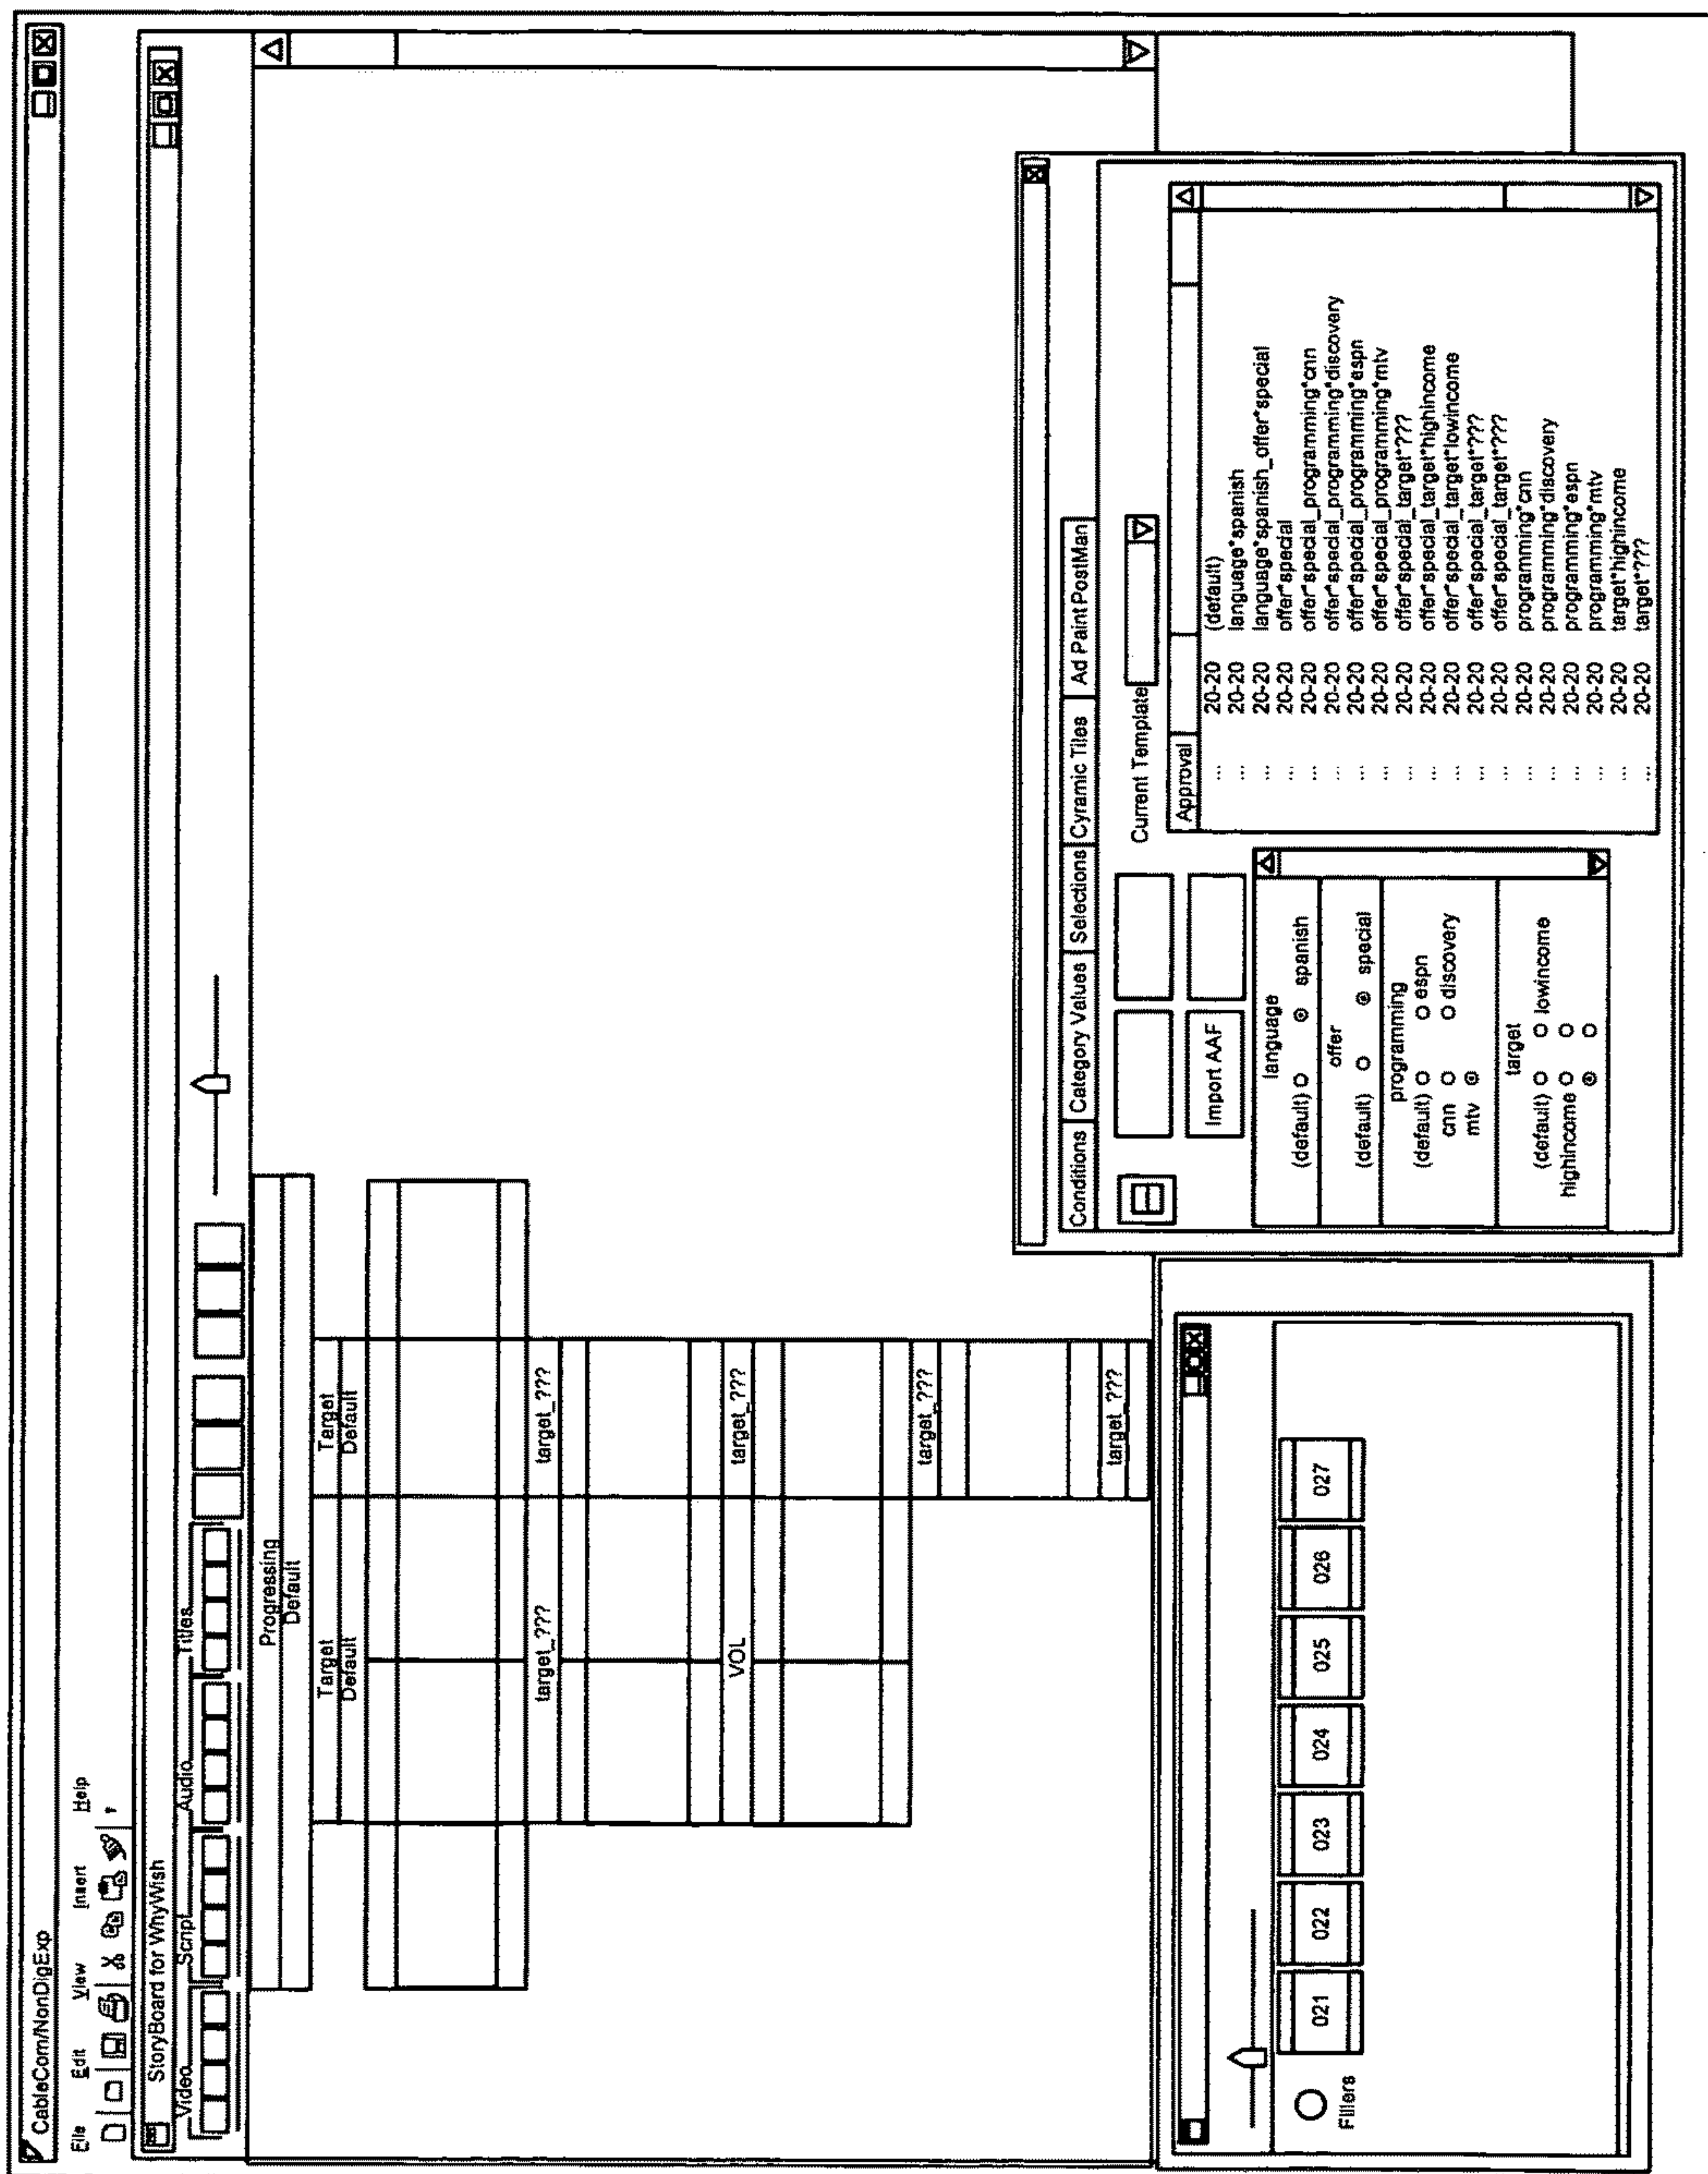 CableCom/NonDigExp
File Edit View Insert Help
StoryBoard for WhyWish
Video Script Audio Titles
Progressing
Default
Target Target
Default Default
target_??? target_???
VOL target_???
target_???
target_???
Fillers
021 022 023 024 025 026 027
Conditions Category Values Selections Cyramic Tiles Ad Paint PostMan
Current Template
Import AAF
language
(default) spanish
offer
(default) special
programming
(default) espn
cnn discovery
mtv
target
(default) lowincome
highincome
Approval
... 20-20 (default)
... 20-20 language*spanish
... 20-20 language*spanish_offer*special
... 20-20 offer*special
... 20-20 offer*special_programming*cnn
... 20-20 offer*special_programming*discovery
... 20-20 offer*special_programming*espn
... 20-20 offer*special_programming*mtv
... 20-20 offer*special_target*???
... 20-20 offer*special_target*highincome
... 20-20 offer*special_target*lowincome
... 20-20 offer*special_target*???
... 20-20 offer*special_target*???
... 20-20 programming*cnn
... 20-20 programming*discovery
... 20-20 programming*espn
... 20-20 programming*mtv
... 20-20 target*highincome
... 20-20 target*???